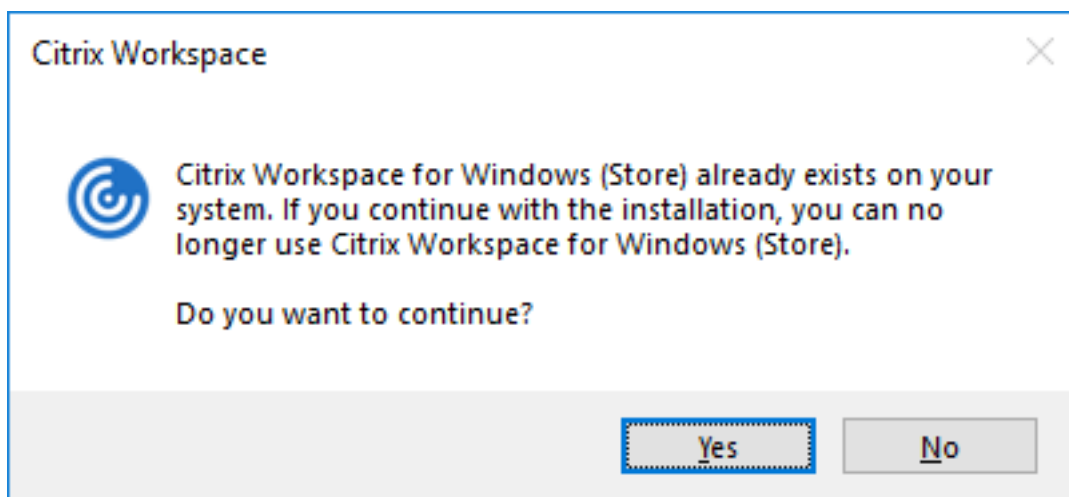 Citrix Workspace
Citrix Workspace for Windows (Store) already exists on your
system. If you continue with the installation, you can no
longer use Citrix Workspace for Windows (Store).
Do you want to continue?
Yes
No